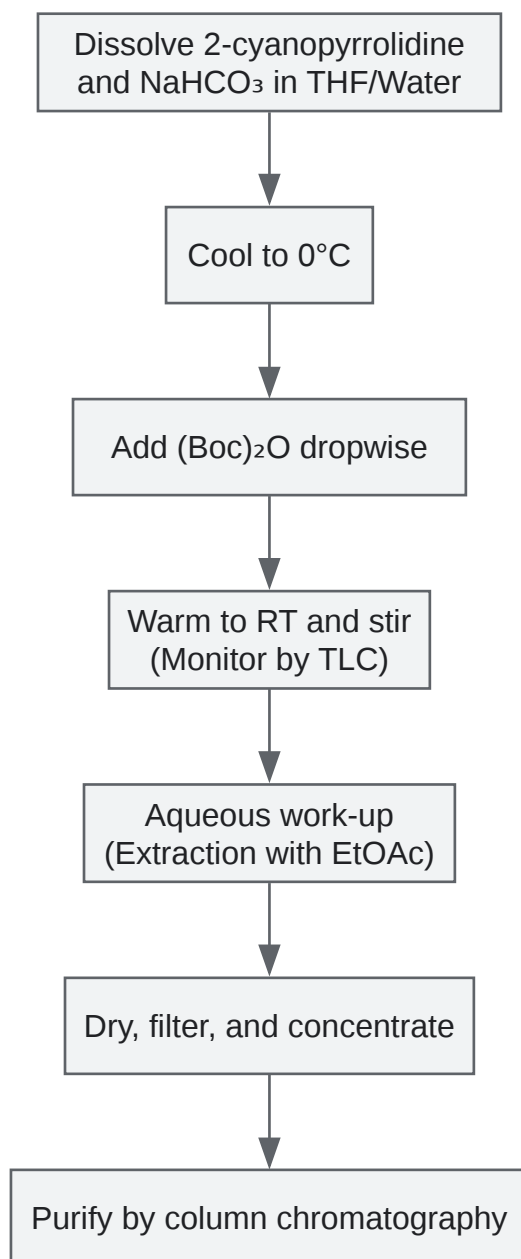 Dissolve 2-cyanopyrrolidine
and NaHCO₃ in THF/Water
Cool to 0°C
Add (Boc)₂O dropwise
Warm to RT and stir
(Monitor by TLC)
Aqueous work-up
(Extraction with EtOAc)
Dry, filter, and concentrate
Purify by column chromatography